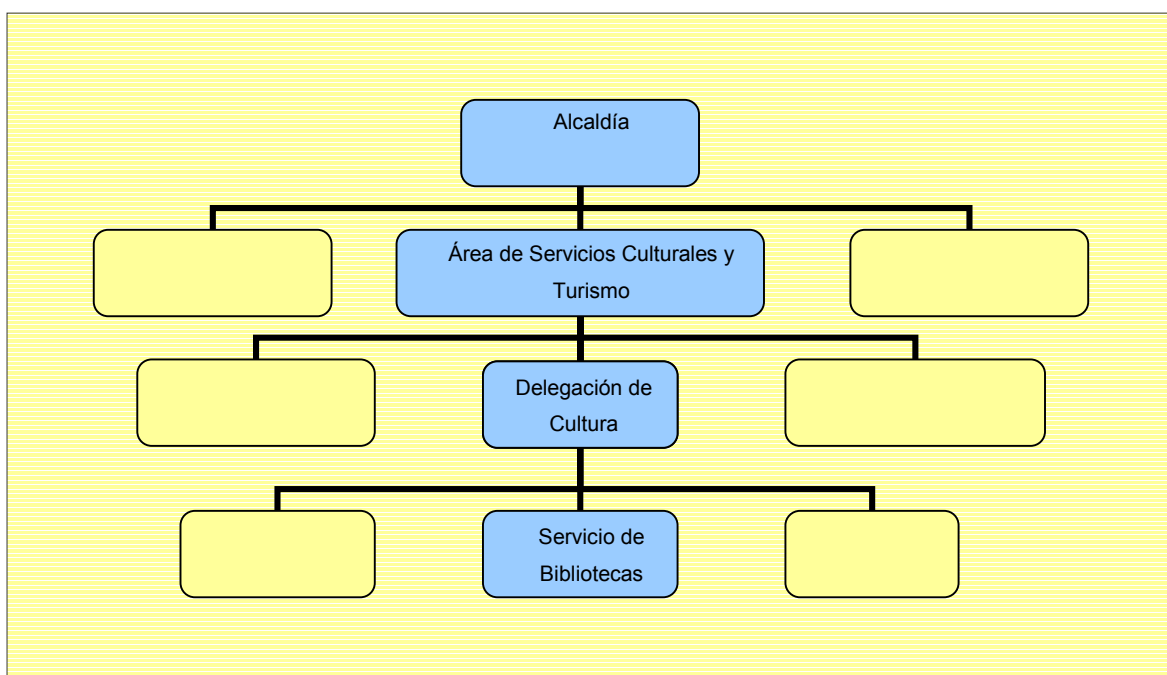 Alcaldía
Área de Servicios Culturales y
Turismo
Delegación de
Cultura
Servicio de
Bibliotecas